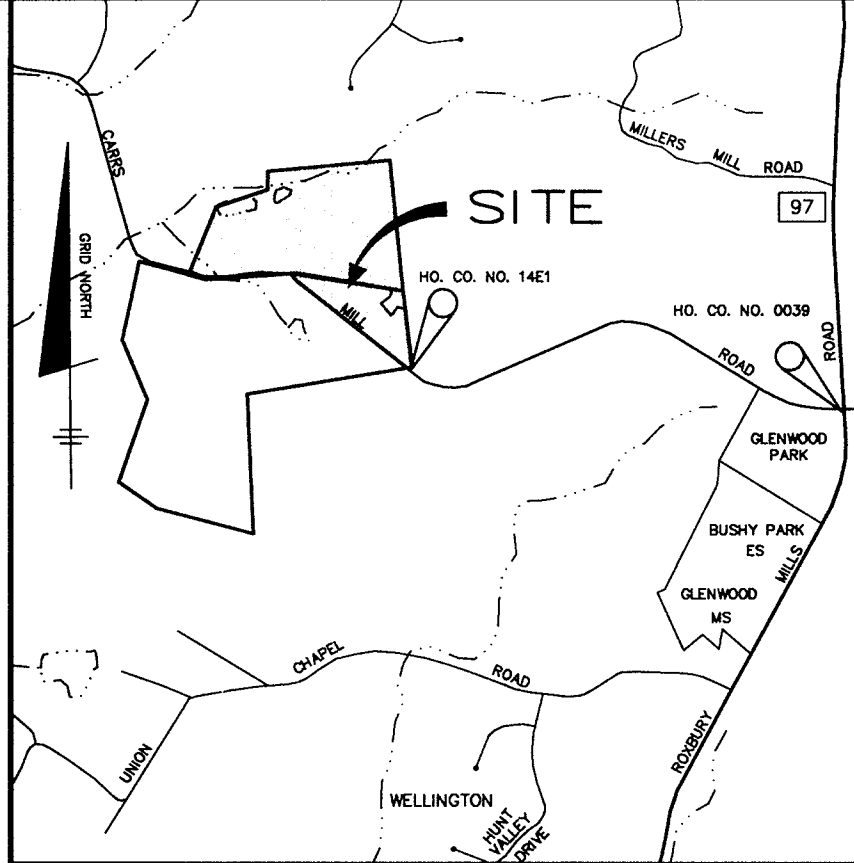 CARRS
MILLERS MILL ROAD
97
SITE
GRID NORTH
HO. CO. NO. 14E1
MILL
HO. CO. NO. 0039
ROAD
ROAD
GLENWOOD
PARK
BUSHY PARK
ES
MILLS
GLENWOOD
MS
CHAPEL
ROAD
UNION
ROXBURY
WELLINGTON
HUNT
VALLEY
DRIVE